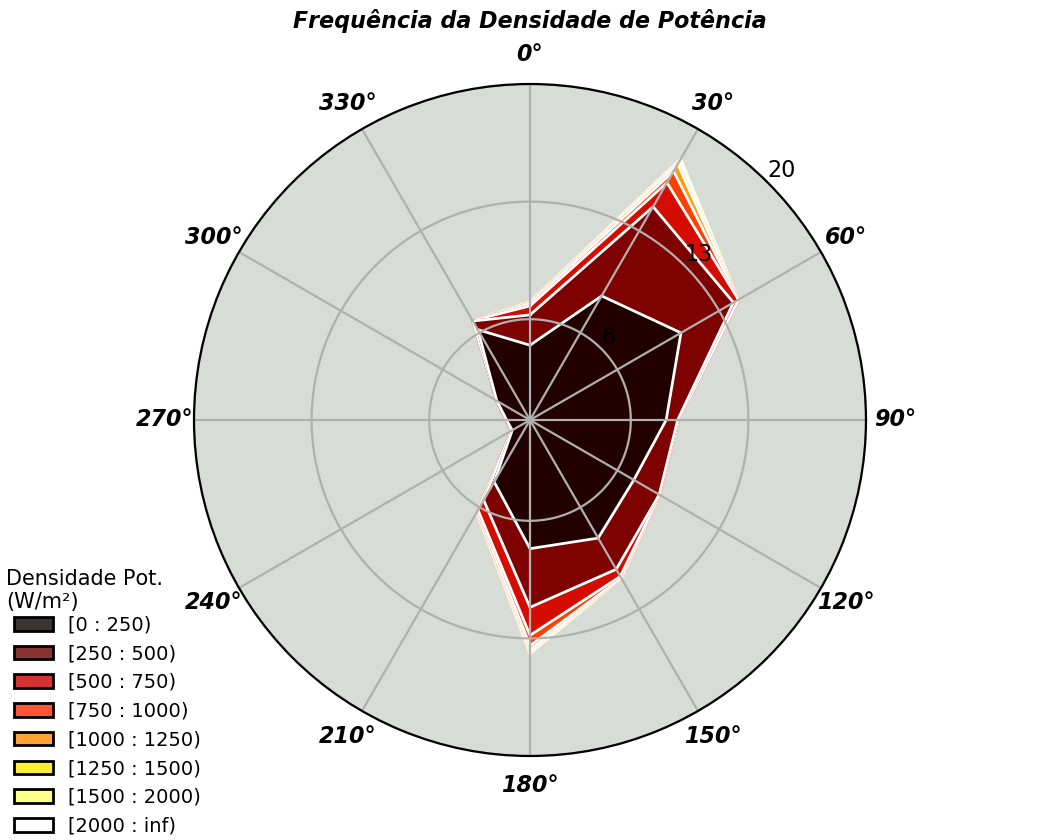 Frequência da Densidade de Potência
0°
330°
30°
20
300°
60°
13
6
270°
90°
240°
120°
210°
150°
180°
Densidade Pot.
(W/m²)
[0 : 250)
[250 : 500)
[500 : 750)
[750 : 1000)
[1000 : 1250)
[1250 : 1500)
[1500 : 2000)
[2000 : inf)